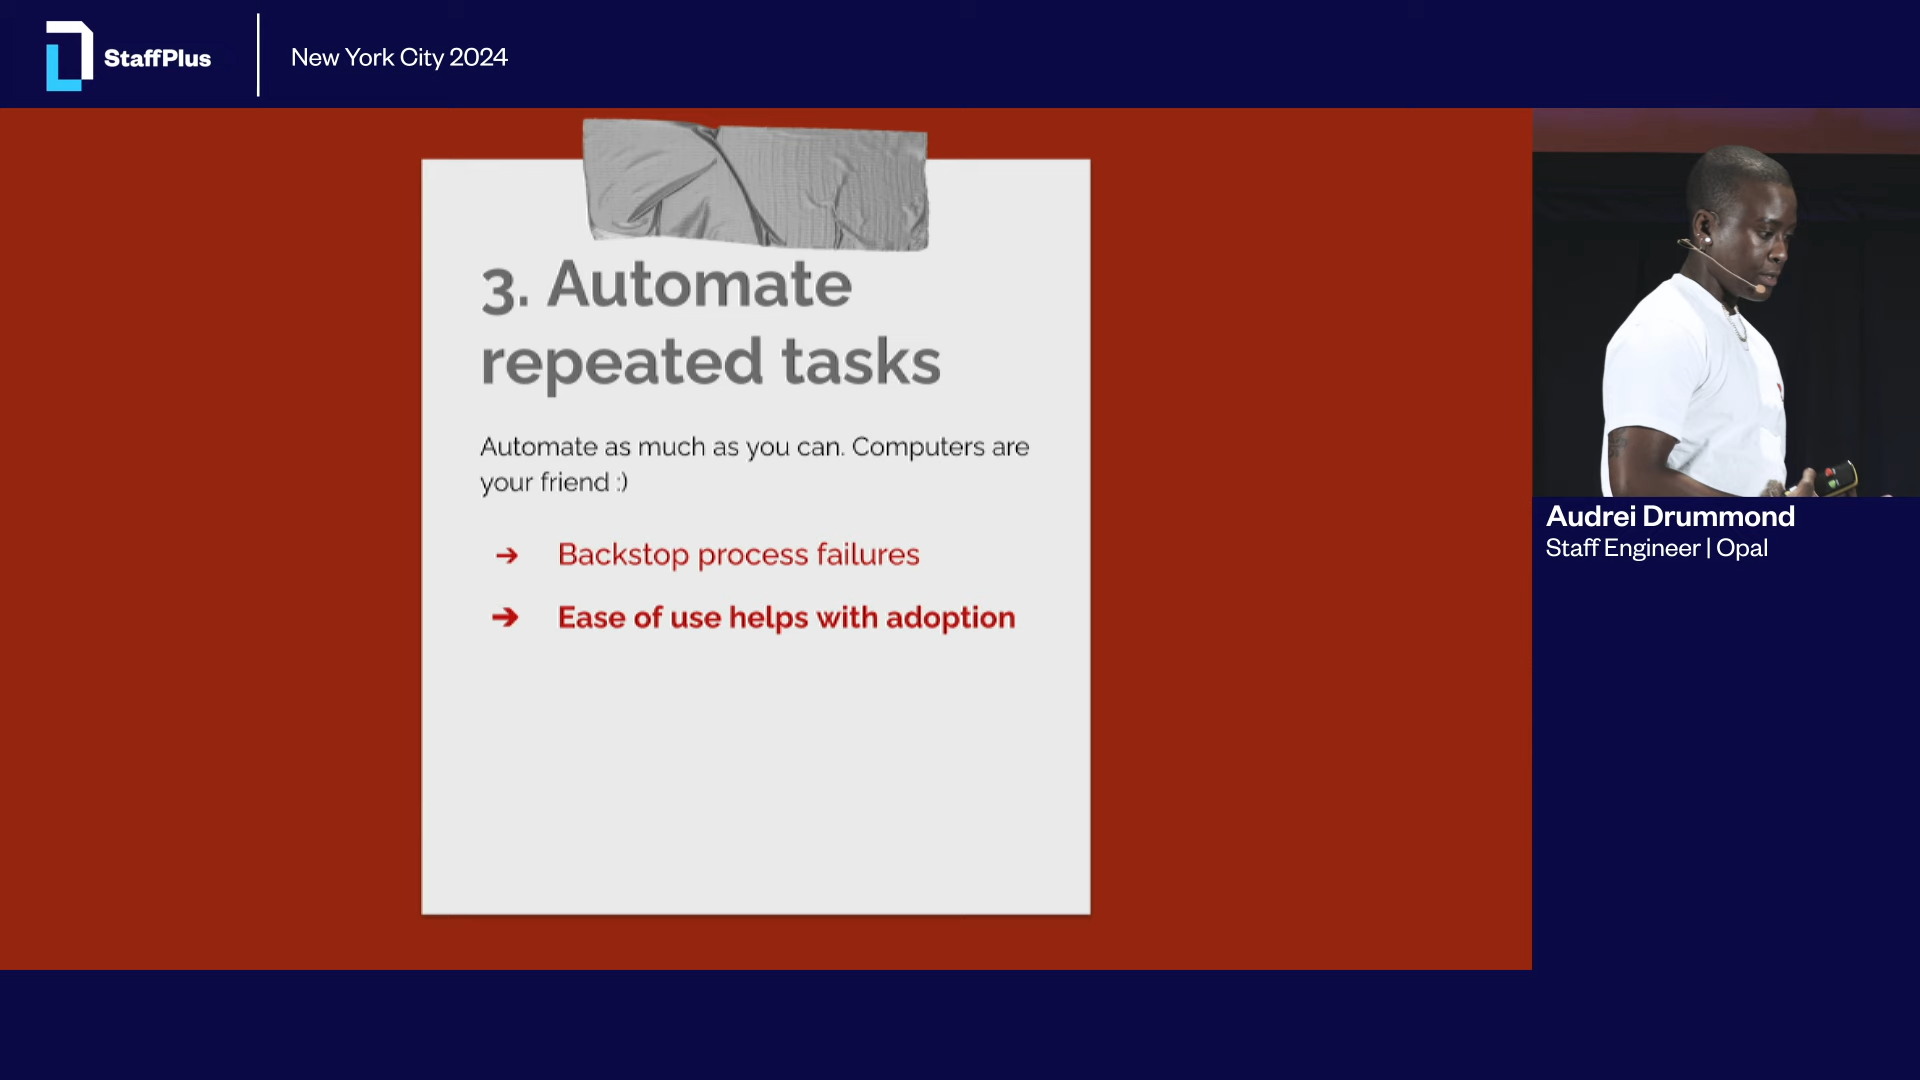 StaffPlus
New York City 2024
3. Automate
repeated tasks
Automate as much as you can. Computers are
your friend :)
➔ Backstop process failures
➔ Ease of use helps with adoption
Audrei Drummond
Staff Engineer | Opal